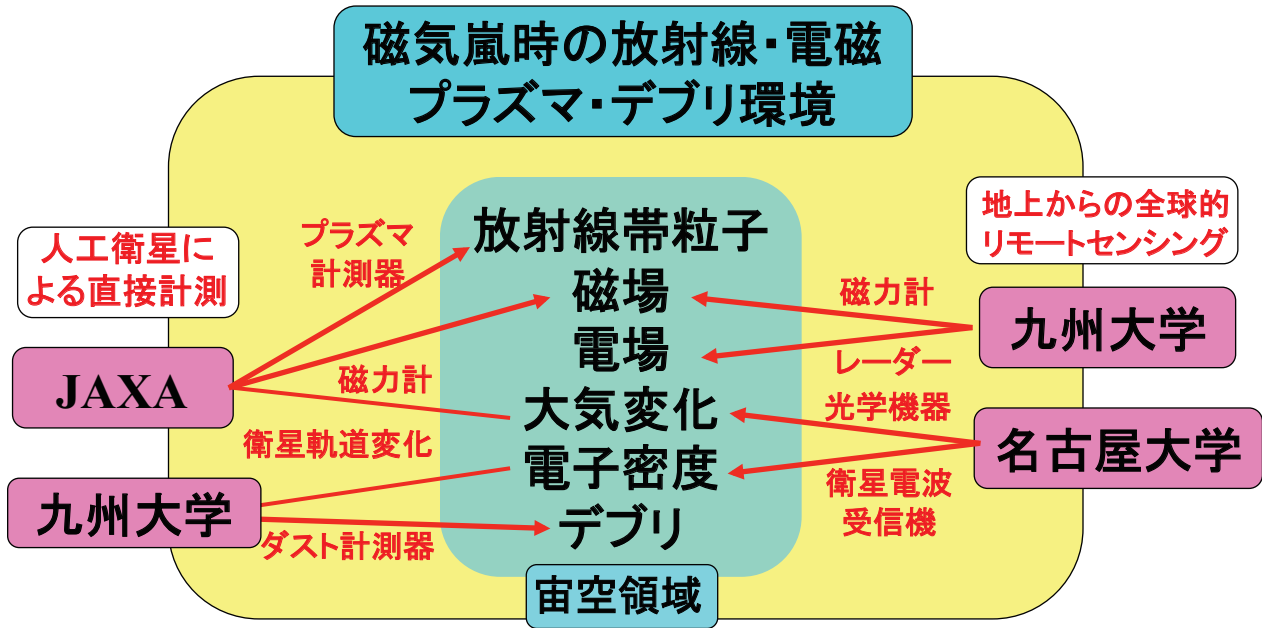 磁気嵐時の放射線・電磁
プラズマ・デブリ環境
人工衛星に
よる直接計測
JAXA
九州大学
プラズマ
計測器
磁力計
衛星軌道変化
ダスト計測器
放射線帯粒子
磁場
電場
大気変化
電子密度
デブリ
宙空領域
地上からの全球的
リモートセンシング
磁力計
九州大学
レーダー
光学機器
名古屋大学
衛星電波
受信機